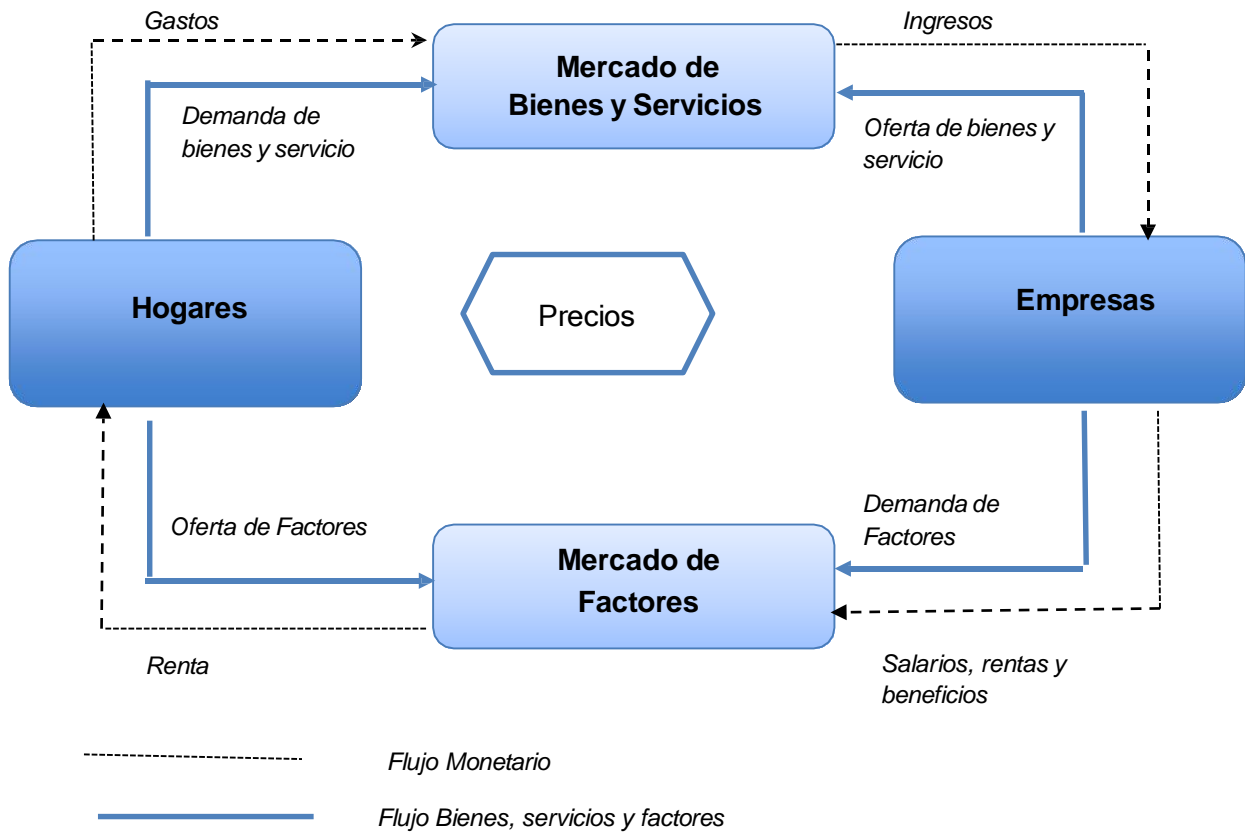 Gastos
Ingresos
Mercado de
Bienes y Servicios
Demanda de
bienes y servicio
Oferta de bienes y
servicio
Hogares
Precios
Empresas
Oferta de Factores
Demanda de
Factores
Mercado de
Factores
Renta
Salarios, rentas y
beneficios
Flujo Monetario
Flujo Bienes, servicios y factores